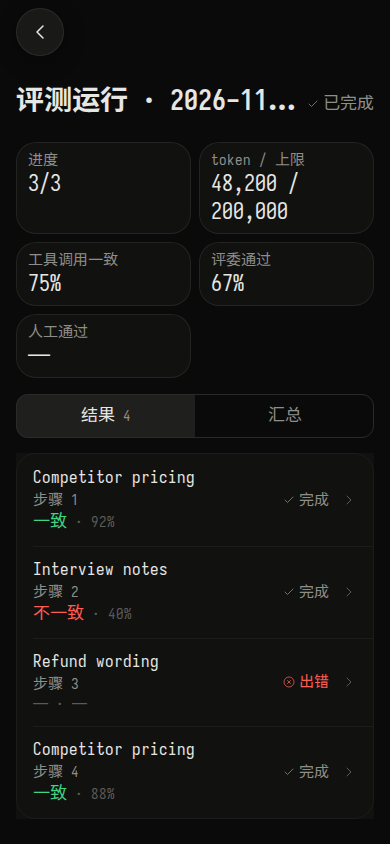 评测运行 · 2026-11... 已完成
进度
3/3
token / 上限
48,200 /
200,000
工具调用一致
75%
评委通过
67%
人工通过
—
结果 4
汇总
Competitor pricing
步骤 1
完成
一致 · 92%
Interview notes
步骤 2
完成
不一致 · 40%
Refund wording
步骤 3
出错
— · —
Competitor pricing
步骤 4
完成
一致 · 88%